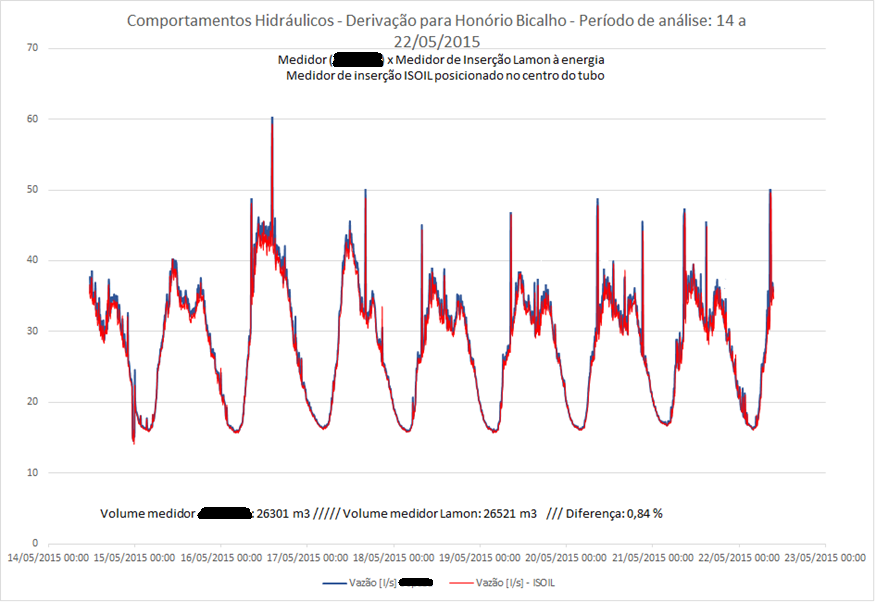 Comportamentos Hidráulicos - Derivação para Honório Bicalho - Período de análise: 14 a
22/05/2015
Medidor ( x Medidor de Inserção Lamon à energia
Medidor de inserção ISOIL posicionado no centro do tubo
70
60
50
40
30
20
10
0
Volume medidor : 26301 m3 ///// Volume medidor Lamon: 26521 m3 /// Diferença: 0,84 %
14/05/2015 00:00 15/05/2015 00:00 16/05/2015 00:00 17/05/2015 00:00 18/05/2015 00:00 19/05/2015 00:00 20/05/2015 00:00 21/05/2015 00:00 22/05/2015 00:00 23/05/2015 00:00
Vazão [l/s] Vazão [l/s] - ISOIL